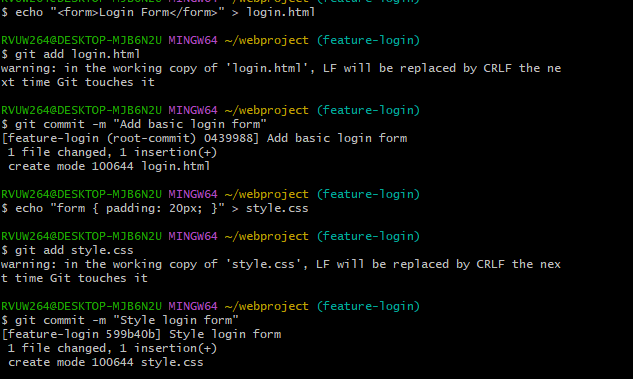 $ echo "<form>Login Form</form>" > login.html
RVUW264@DESKTOP-MJB6N2U MINGW64 ~/webproject (feature-login)
$ git add login.html
warning: in the working copy of 'login.html', LF will be replaced by CRLF the ne
xt time Git touches it
RVUW264@DESKTOP-MJB6N2U MINGW64 ~/webproject (feature-login)
$ git commit -m "Add basic login form"
[feature-login (root-commit) 0439988] Add basic login form
 1 file changed, 1 insertion(+)
 create mode 100644 login.html
RVUW264@DESKTOP-MJB6N2U MINGW64 ~/webproject (feature-login)
$ echo "form { padding: 20px; }" > style.css
RVUW264@DESKTOP-MJB6N2U MINGW64 ~/webproject (feature-login)
$ git add style.css
warning: in the working copy of 'style.css', LF will be replaced by CRLF the nex
t time Git touches it
RVUW264@DESKTOP-MJB6N2U MINGW64 ~/webproject (feature-login)
$ git commit -m "Style login form"
[feature-login 599b40b] Style login form
 1 file changed, 1 insertion(+)
 create mode 100644 style.css